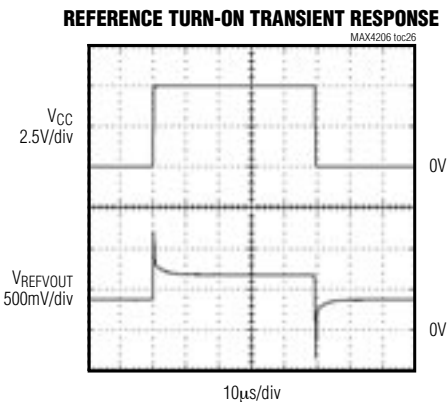 REFERENCE TURN-ON TRANSIENT RESPONSE
MAX4206 toc26
VCC
2.5V/div
0V
VREFVOUT
500mV/div
0V
10μs/div